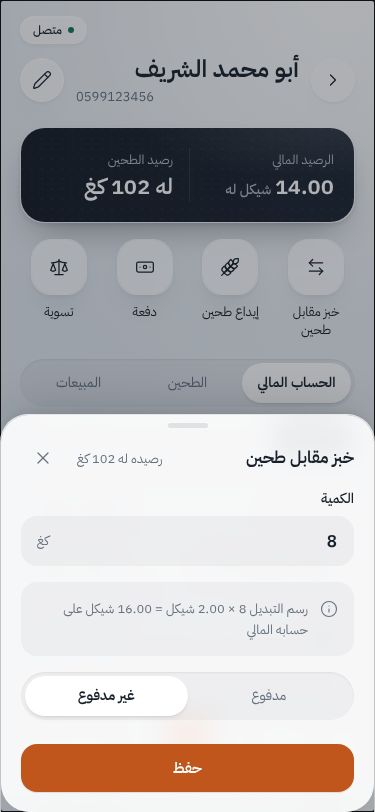 متصل
أبو محمد الشريف
0599123456
الرصيد المالي
14.00 شيكل له
رصيد الطحين
له 102 كغ
خبز مقابل طحين
إيداع طحين
دفعة
تسوية
الحساب المالي
الطحين
المبيعات
خبز مقابل طحين
رصيده له 102 كغ
الكمية
8
كغ
رسم التبديل 8 × 2.00 شيكل = 16.00 شيكل على
حسابه المالي
مدفوع
غير مدفوع
حفظ